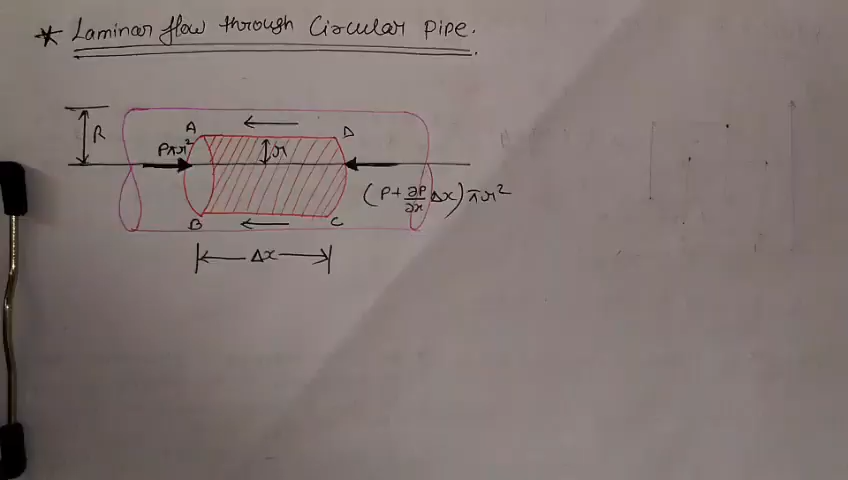 * Laminar flow through Circular pipe.
R
A
D
Pπr²
r
(P + ∂P/∂x Δx) πr²
B
C
Δx